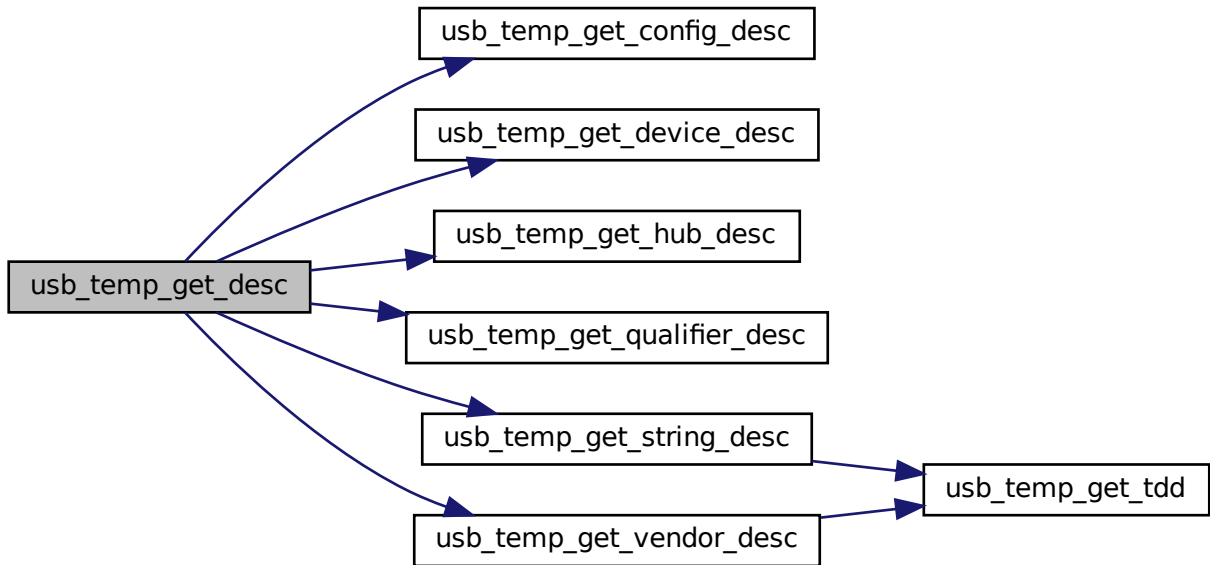 usb_temp_get_config_desc
usb_temp_get_device_desc
usb_temp_get_hub_desc
usb_temp_get_desc
usb_temp_get_qualifier_desc
usb_temp_get_string_desc
usb_temp_get_tdd
usb_temp_get_vendor_desc